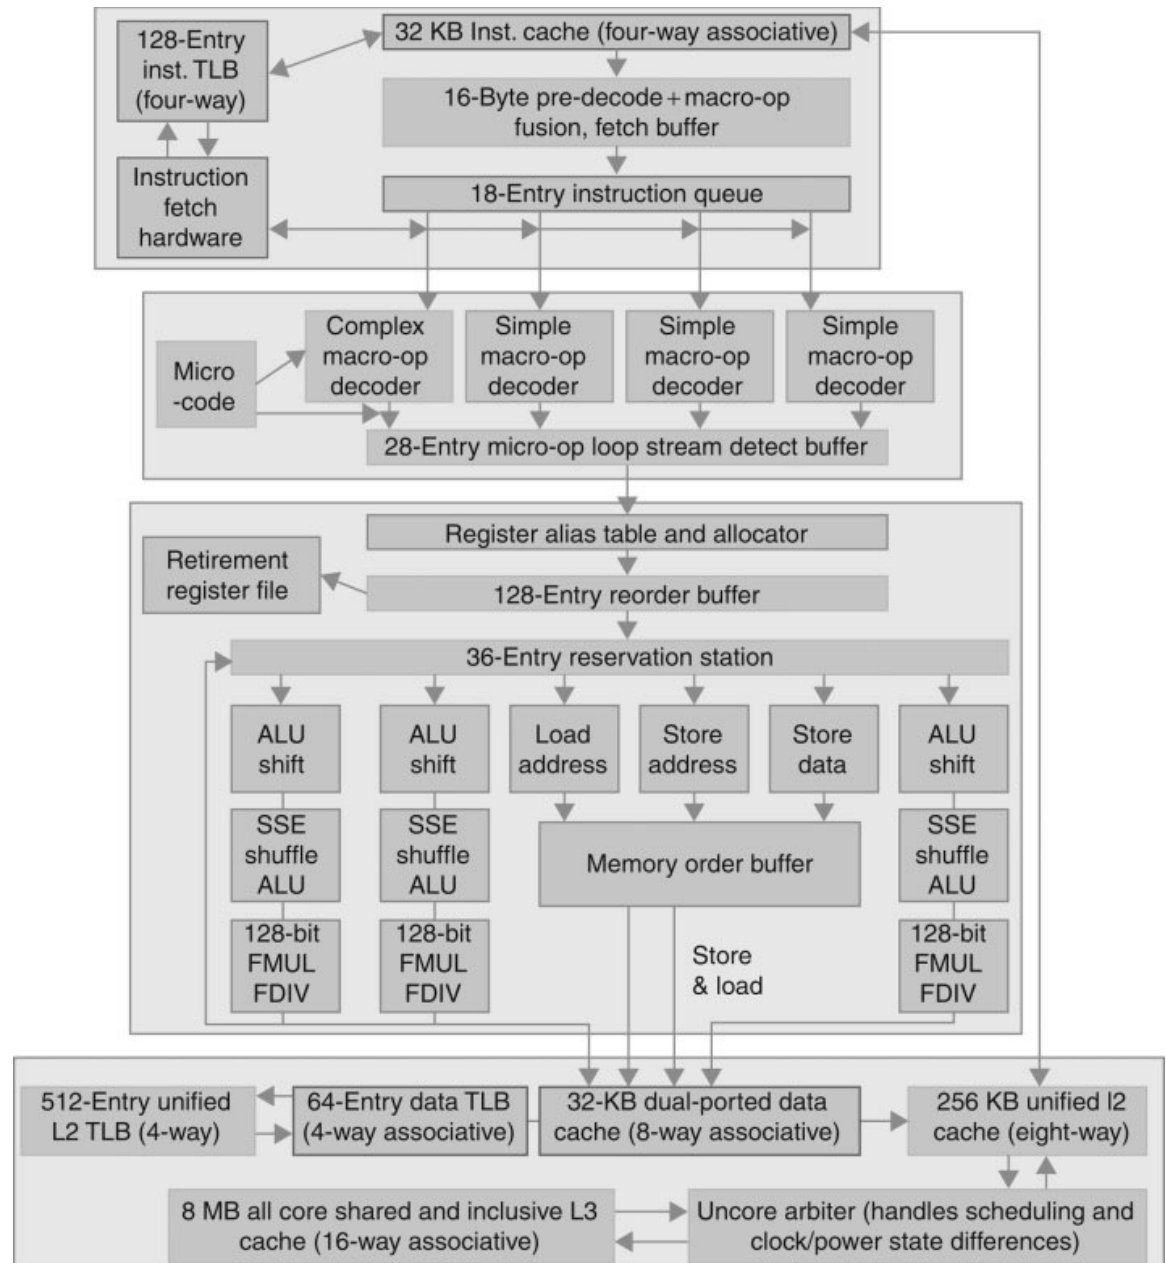 128-Entry
inst. TLB
(four-way)
32 KB Inst. cache (four-way associative)
16-Byte pre-decode + macro-op
fusion, fetch buffer
Instruction
fetch
hardware
18-Entry instruction queue
Micro
-code
Complex
macro-op
decoder
Simple
macro-op
decoder
Simple
macro-op
decoder
Simple
macro-op
decoder
28-Entry micro-op loop stream detect buffer
Register alias table and allocator
Retirement
register file
128-Entry reorder buffer
36-Entry reservation station
ALU
shift
ALU
shift
Load
address
Store
address
Store
data
ALU
shift
SSE
shuffle
ALU
SSE
shuffle
ALU
Memory order buffer
SSE
shuffle
ALU
128-bit
FMUL
FDIV
128-bit
FMUL
FDIV
Store
& load
128-bit
FMUL
FDIV
512-Entry unified
L2 TLB (4-way)
64-Entry data TLB
(4-way associative)
32-KB dual-ported data
cache (8-way associative)
256 KB unified l2
cache (eight-way)
8 MB all core shared and inclusive L3
cache (16-way associative)
Uncore arbiter (handles scheduling and
clock/power state differences)